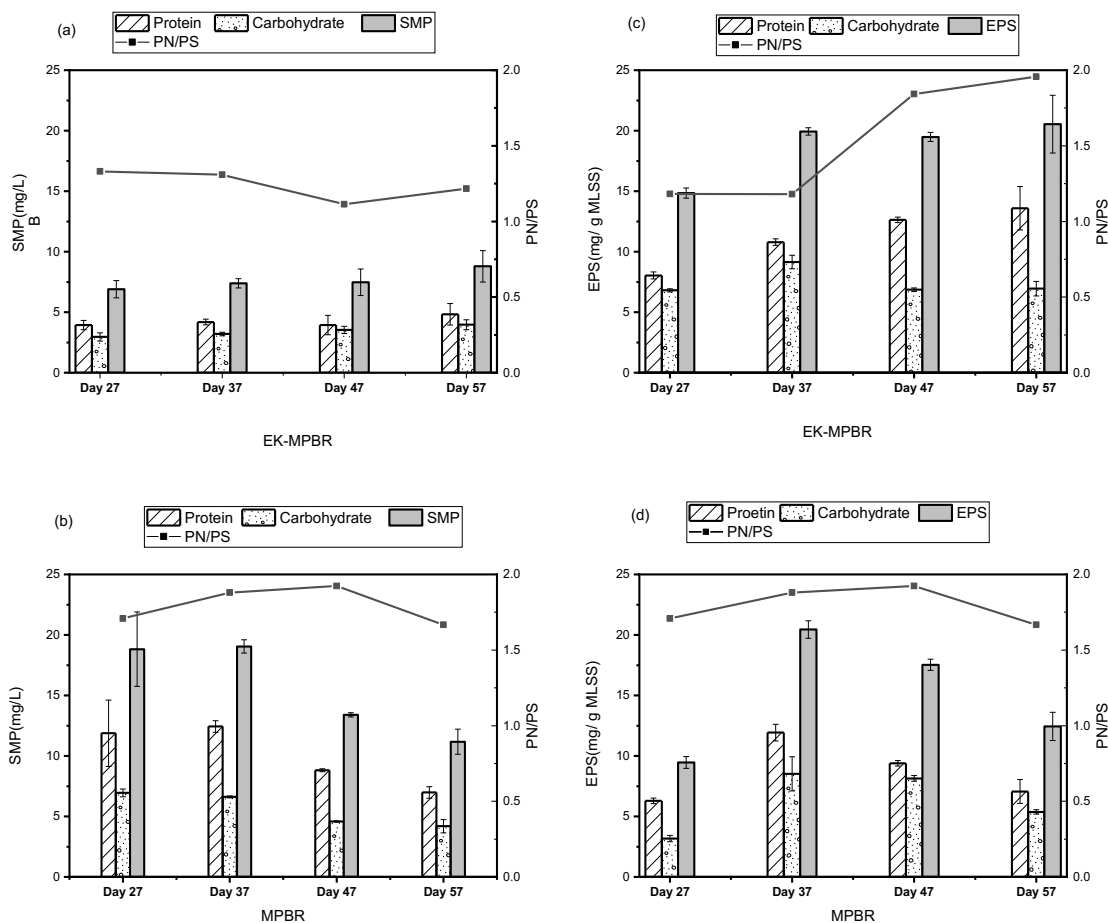 (a)
Protein Carbohydrate SMP
PN/PS
25
20
15
10
5
0
SMP(mg/L)
B
2.0
1.5
1.0
0.5
0.0
PN/PS
Day 27 Day 37 Day 47 Day 57
EK-MPBR
(c)
Protein Carbohydrate EPS
PN/PS
25
20
15
10
5
0
EPS(mg/ g MLSS)
2.0
1.5
1.0
0.5
0.0
PN/PS
Day 27 Day 37 Day 47 Day 57
EK-MPBR
(b)
Protein Carbohydrate SMP
PN/PS
25
20
15
10
5
0
SMP(mg/L)
2.0
1.5
1.0
0.5
0.0
PN/PS
Day 27 Day 37 Day 47 Day 57
MPBR
(d)
Proetin Carbohydrate EPS
PN/PS
25
20
15
10
5
0
EPS(mg/ g MLSS)
2.0
1.5
1.0
0.5
0.0
PN/PS
Day 27 Day 37 Day 47 Day 57
MPBR